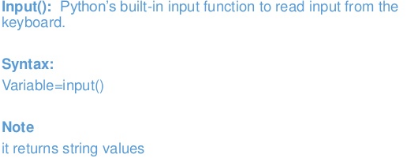 Input(): Python's built-in input function to read input from the
keyboard.
Syntax:
Variable=input()
Note
it returns string values